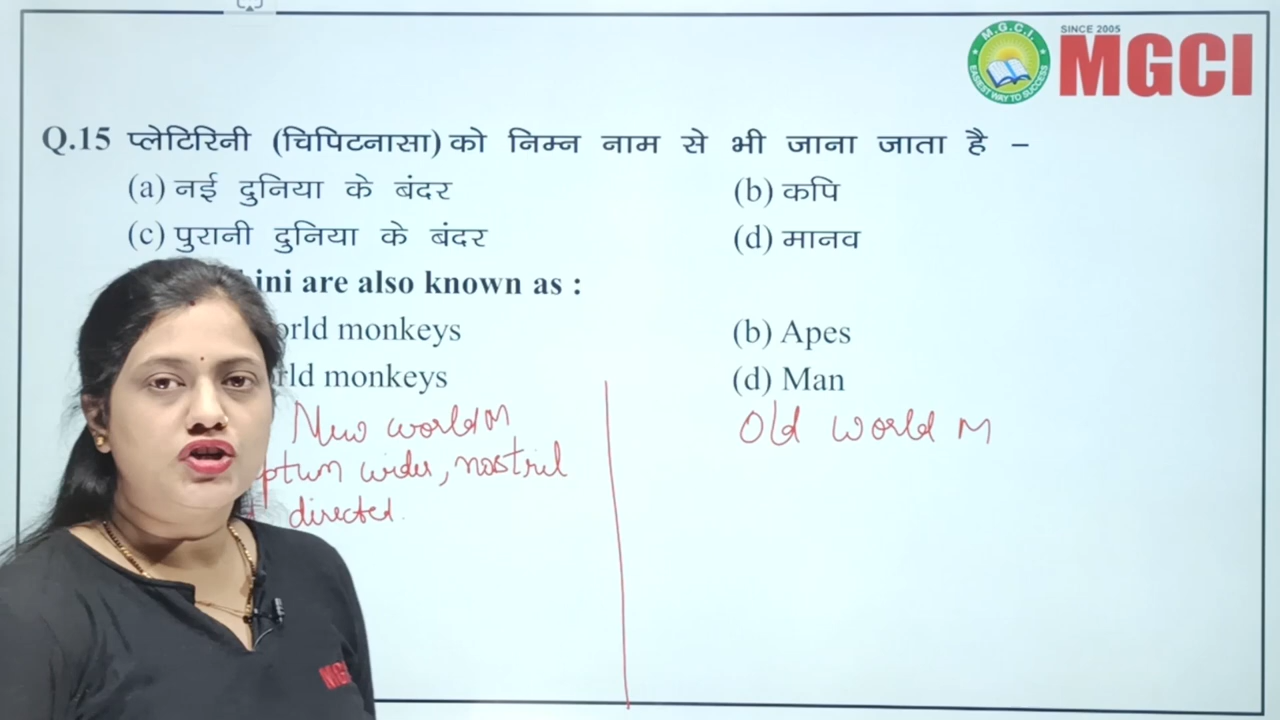 SINCE 2005
MGCI
M.G.C.I.
EASIEST WAY TO SUCCESS
Q.15 प्लेटिरिनी (चिपिटनासा) को निम्न नाम से भी जाना जाता है –
(a) नई दुनिया के बंदर (b) कपि
(c) पुरानी दुनिया के बंदर (d) मानव
are also known as :
monkeys (b) Apes
monkeys (d) Man
New world M Old world M
wider, nostril
directed.